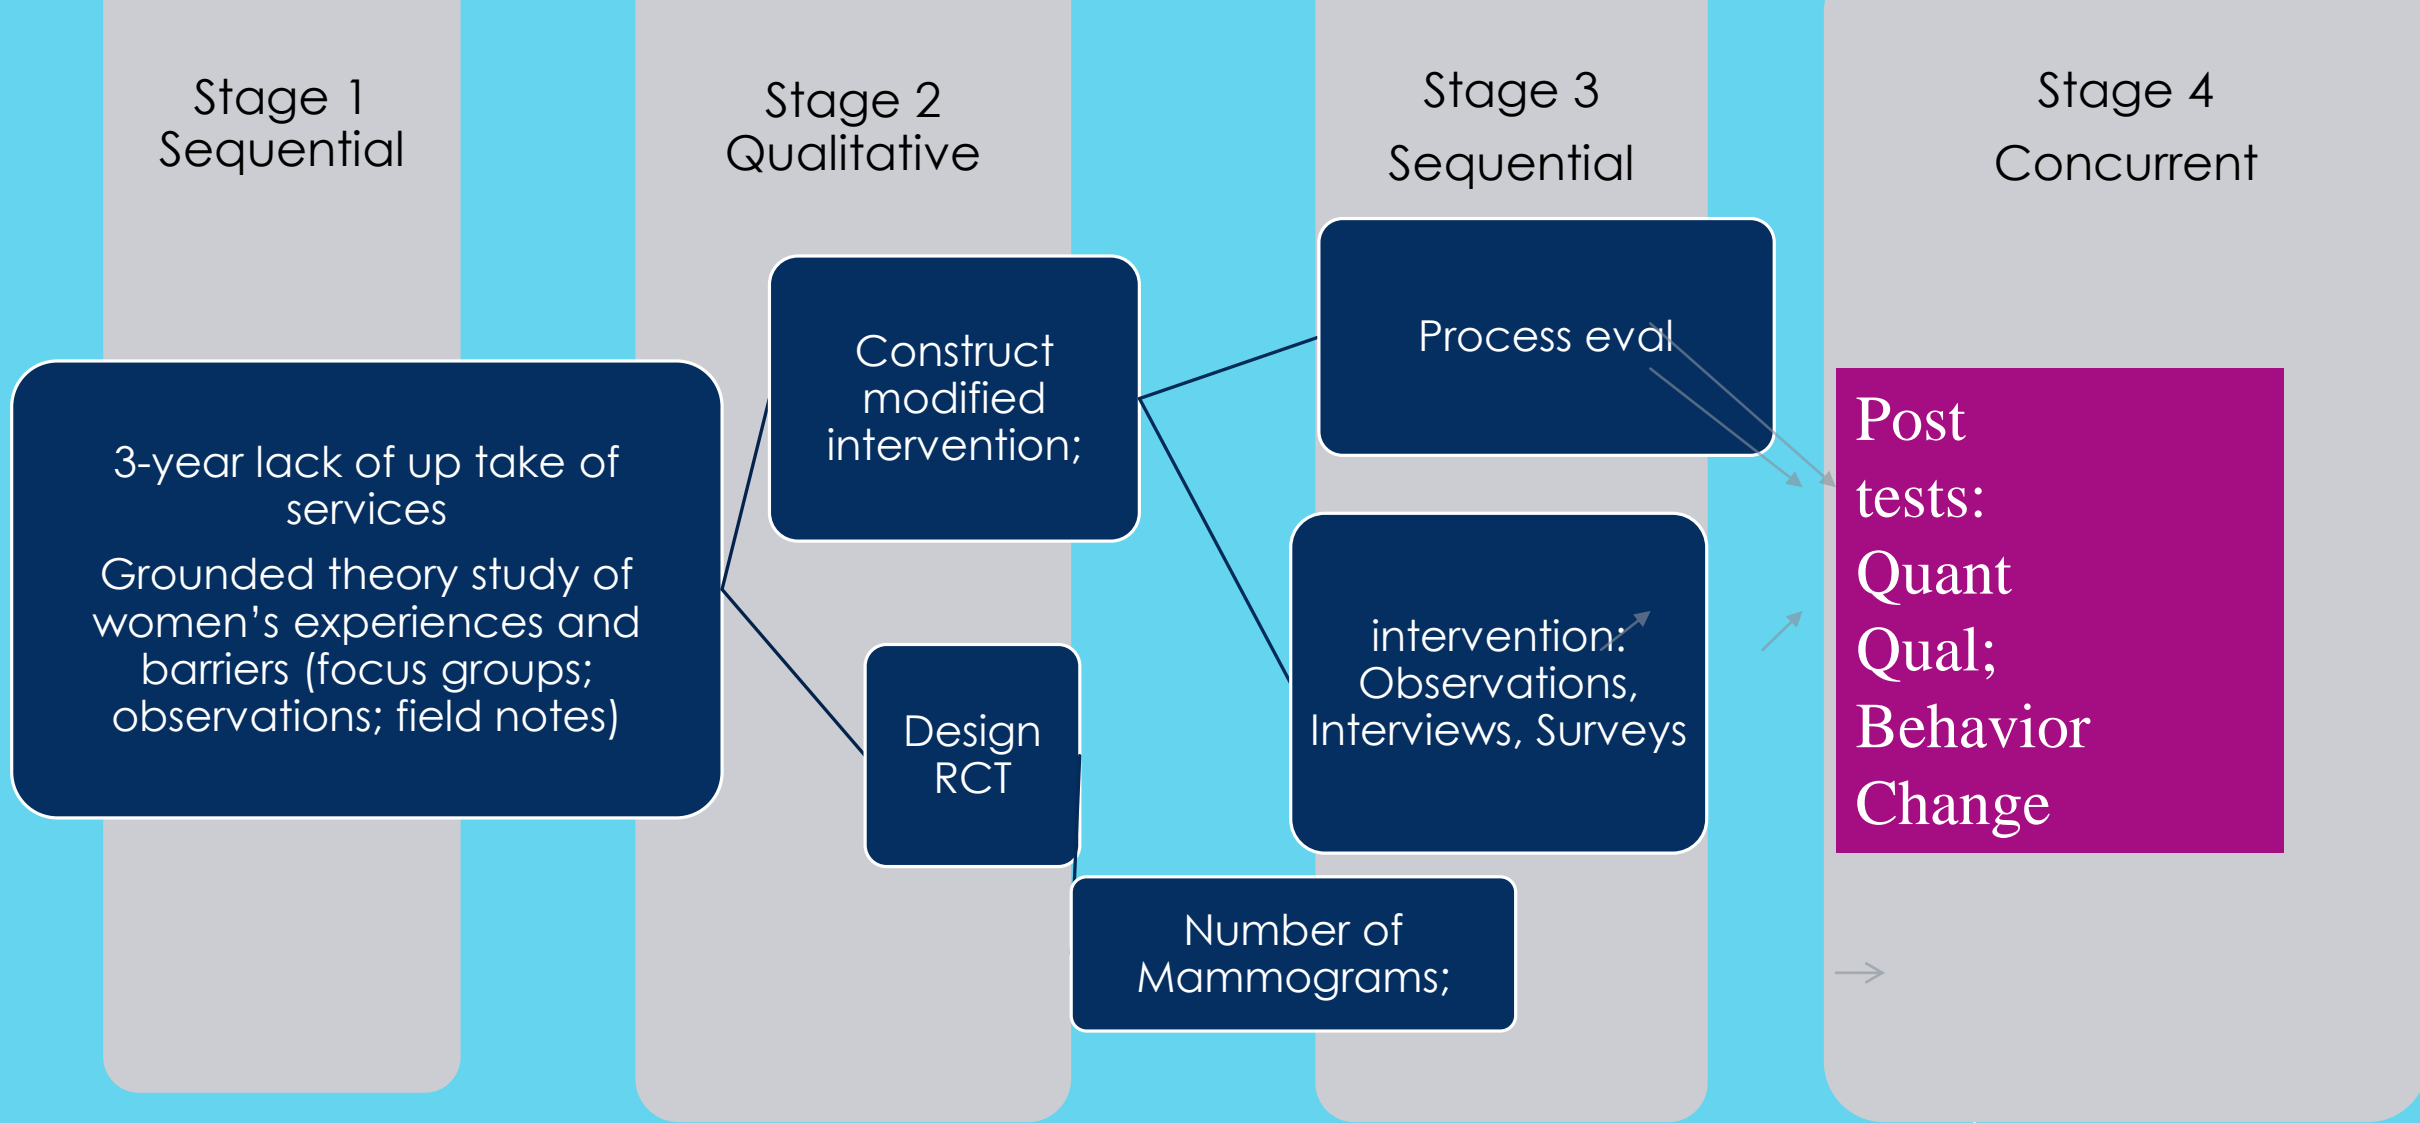 Stage 1
Sequential
3-year lack of up take of
services
Grounded theory study of
women’s experiences and
barriers (focus groups;
observations; field notes)
Stage 2
Qualitative
Construct
modified
intervention;
Design
RCT
Number of
Mammograms;
Stage 3
Sequential
Process eval
intervention:
Observations,
Interviews, Surveys
Stage 4
Concurrent
Post
tests:
Quant
Qual;
Behavior
Change